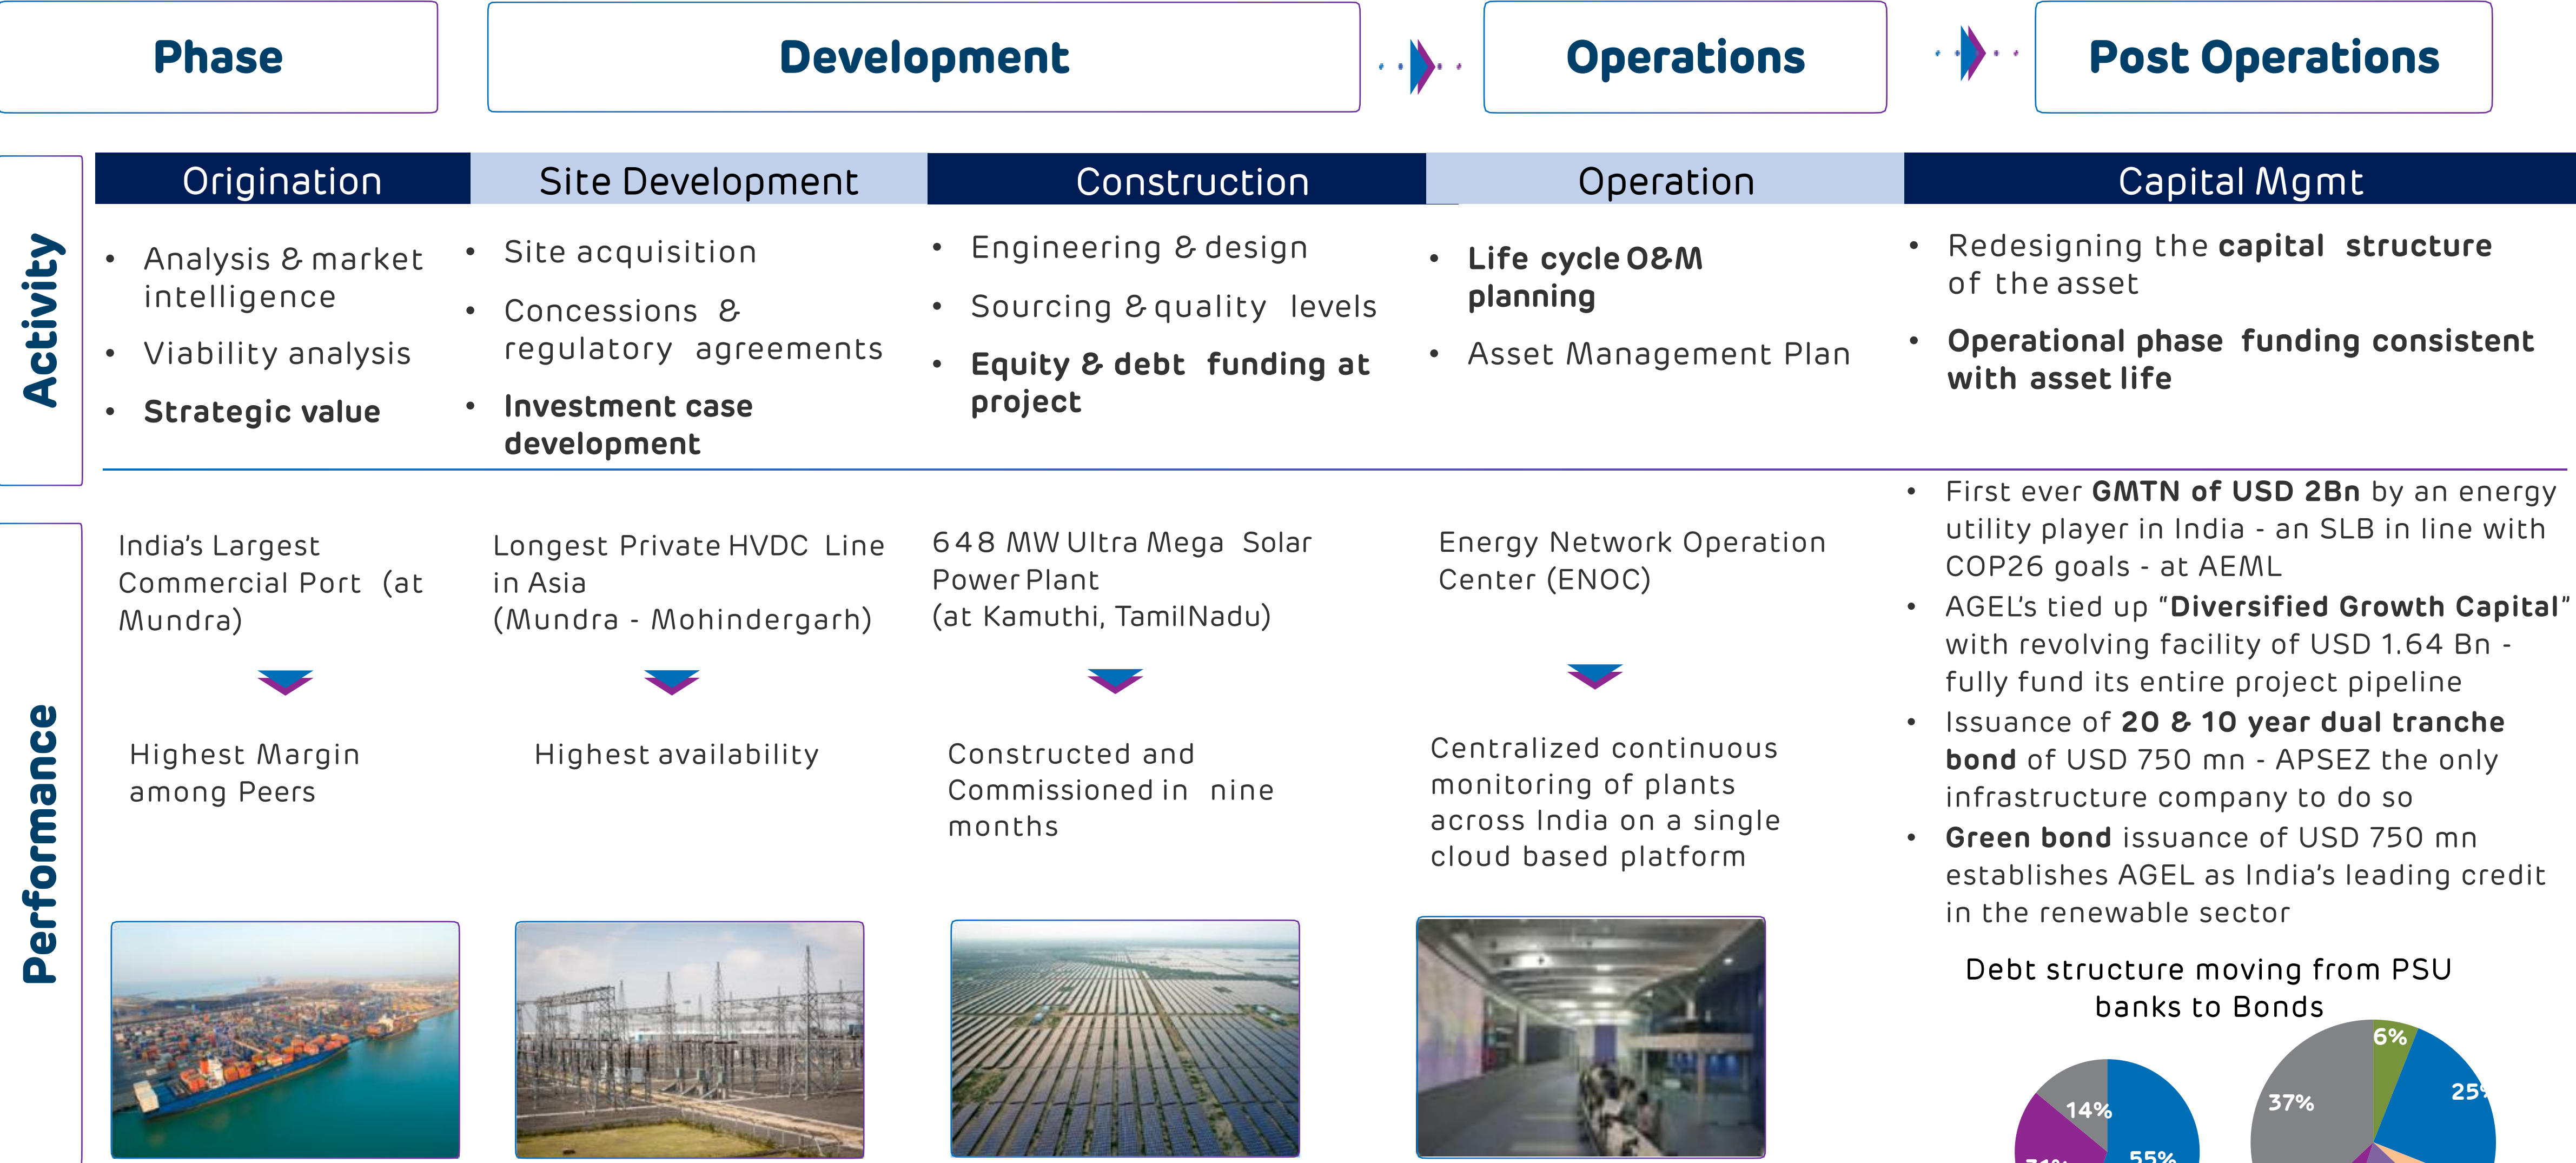 Phase
Development
Operations
Post Operations
Activity
Origination
Site Development
Construction
Operation
Capital Mgmt
• Analysis & market
intelligence
• Viability analysis
• Strategic value
• Site acquisition
• Concessions &
regulatory agreements
• Investment case
development
• Engineering & design
• Sourcing & quality levels
• Equity & debt funding at
project
• Life cycle O&M
planning
• Asset Management Plan
• Redesigning the capital structure
of the asset
• Operational phase funding consistent
with asset life
Performance
India's Largest
Commercial Port (at
Mundra)
Highest Margin
among Peers
Longest Private HVDC Line
in Asia
(Mundra - Mohindergarh)
Highest availability
648 MW Ultra Mega Solar
Power Plant
(at Kamuthi, TamilNadu)
Constructed and
Commissioned in nine
months
Energy Network Operation
Center (ENOC)
Centralized continuous
monitoring of plants
across India on a single
cloud based platform
• First ever GMTN of USD 2Bn by an energy
utility player in India - an SLB in line with
COP26 goals - at AEML
• AGEL's tied up “Diversified Growth Capital”
with revolving facility of USD 1.64 Bn -
fully fund its entire project pipeline
• Issuance of 20 & 10 year dual tranche
bond of USD 750 mn - APSEZ the only
infrastructure company to do so
• Green bond issuance of USD 750 mn
establishes AGEL as India's leading credit
in the renewable sector
Debt structure moving from PSU
banks to Bonds
14%
55%
6%
25%
37%